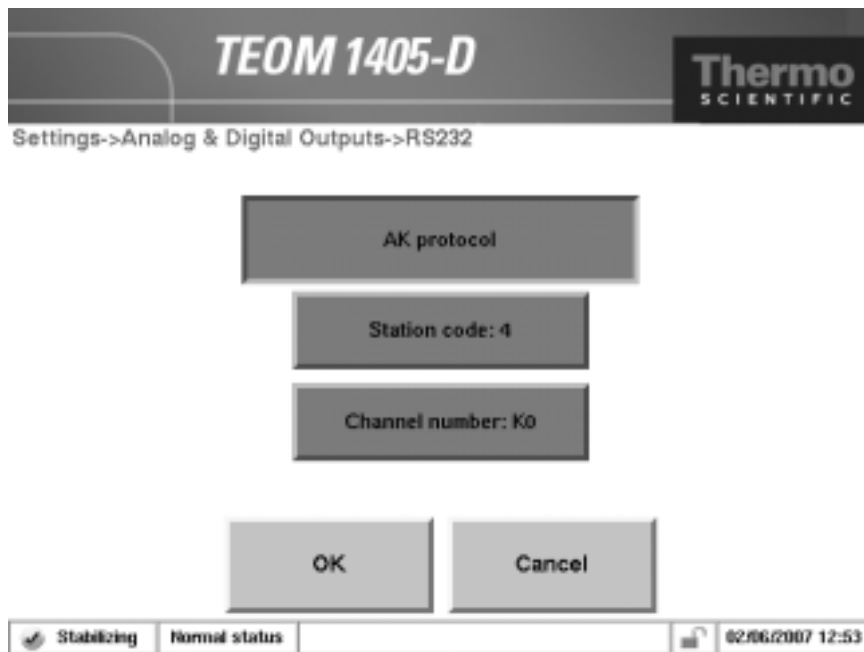 TEOM 1405-D
Thermo
SCIENTIFIC
Settings->Analog & Digital Outputs->RS232
AK protocol
Station code: 4
Channel number: K0
OK
Cancel
Stabilizing
Normal status
02/06/2007 12:53